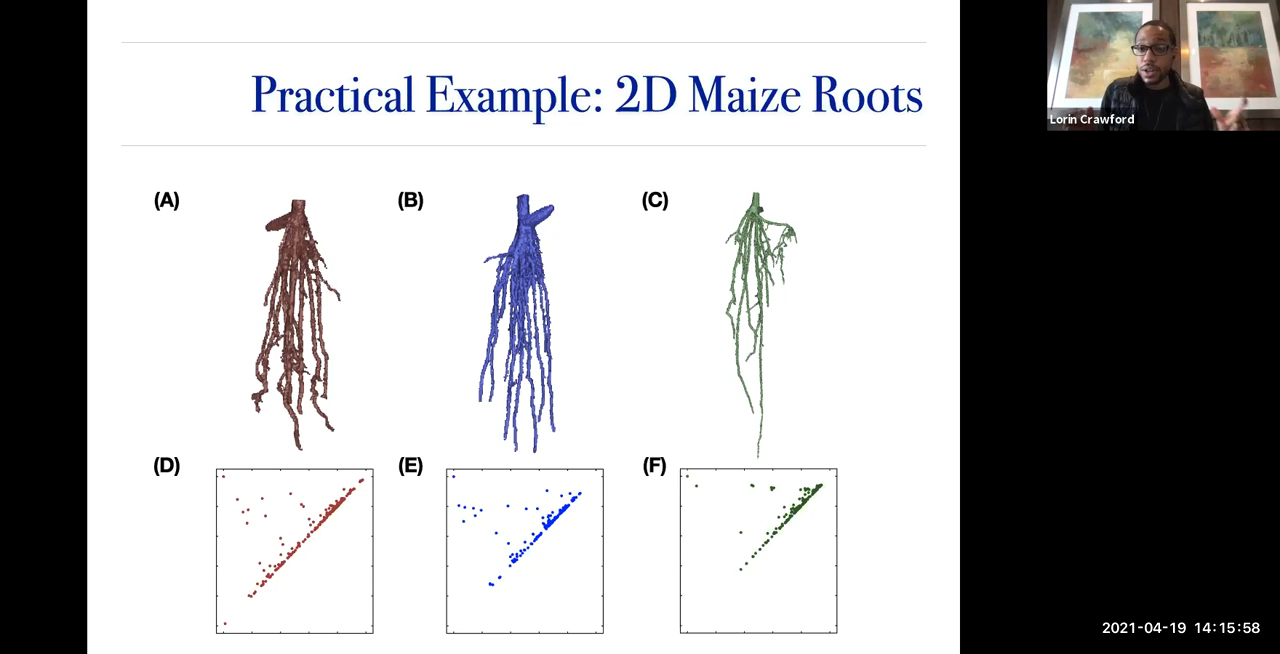 Practical Example: 2D Maize Roots
Lorin Crawford
(A)
(B)
(C)
(D)
(E)
(F)
2021-04-19 14:15:58